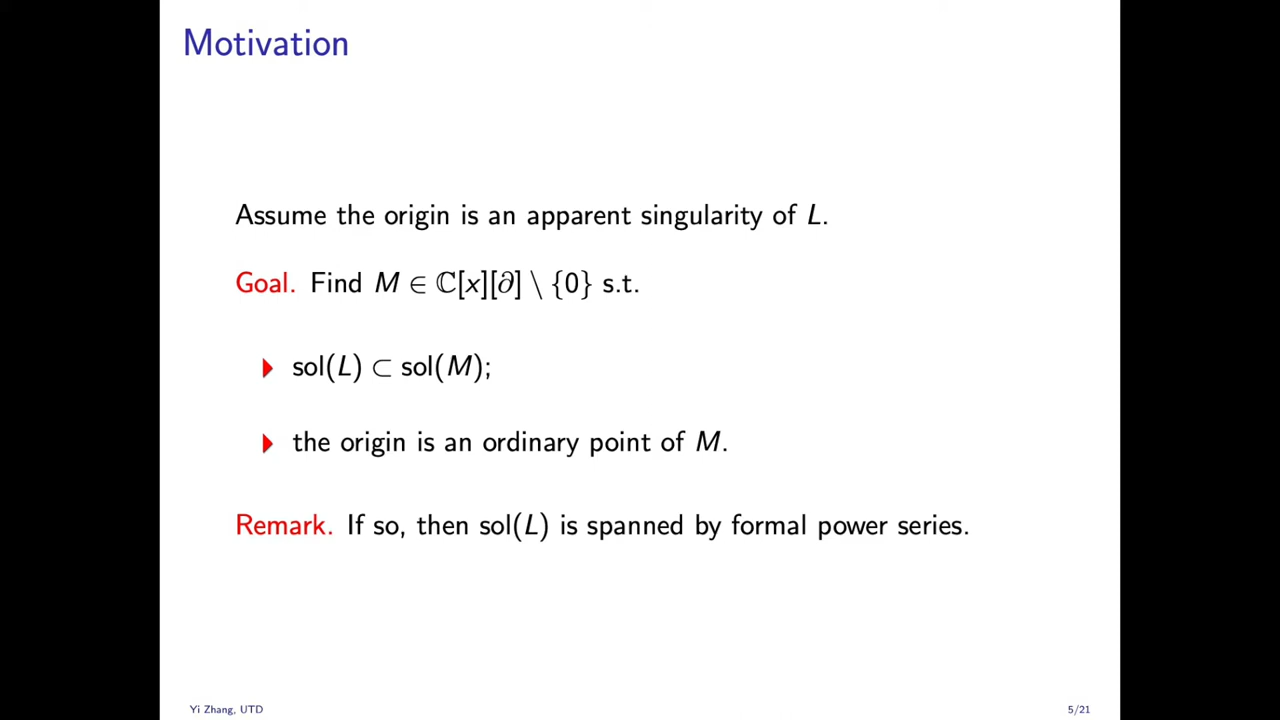 Motivation
Assume the origin is an apparent singularity of L.
Goal. Find M ∈ ℂ[x][∂] \ {0} s.t.
sol(L) ⊂ sol(M);
the origin is an ordinary point of M.
Remark. If so, then sol(L) is spanned by formal power series.
Yi Zhang, UTD
5/21